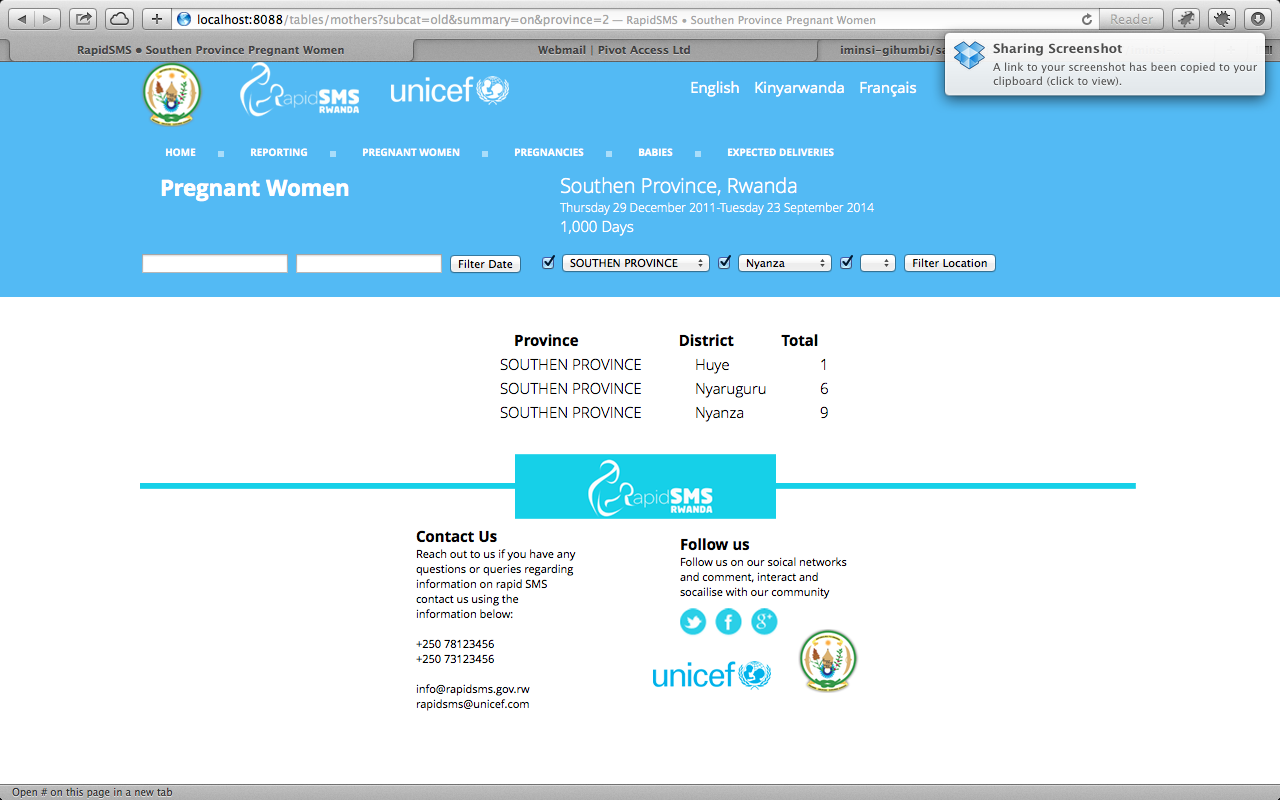 localhost:8088/tables/mothers?subcat=old&summary=on&province=2 — RapidSMS • Southen Province Pregnant Women
Reader
RapidSMS • Southen Province Pregnant Women
Webmail | Pivot Access Ltd
iminsi-gihumbi/sa
Sharing Screenshot
A link to your screenshot has been copied to your
clipboard (click to view).
RapidSMS
RWANDA
unicef
English Kinyarwanda Français
HOME REPORTING PREGNANT WOMEN PREGNANCIES BABIES EXPECTED DELIVERIES
Pregnant Women
Southen Province, Rwanda
Thursday 29 December 2011-Tuesday 23 September 2014
1,000 Days
Filter Date SOUTHEN PROVINCE Nyanza Filter Location
Province District Total
SOUTHEN PROVINCE Huye 1
SOUTHEN PROVINCE Nyaruguru 6
SOUTHEN PROVINCE Nyanza 9
RapidSMS
RWANDA
Contact Us
Reach out to us if you have any
questions or queries regarding
information on rapid SMS
contact us using the
information below:
+250 78123456
+250 73123456
info@rapidsms.gov.rw
rapidsms@unicef.com
Follow us
Follow us on our soical networks
and comment, interact and
socailise with our community
unicef
Open # on this page in a new tab